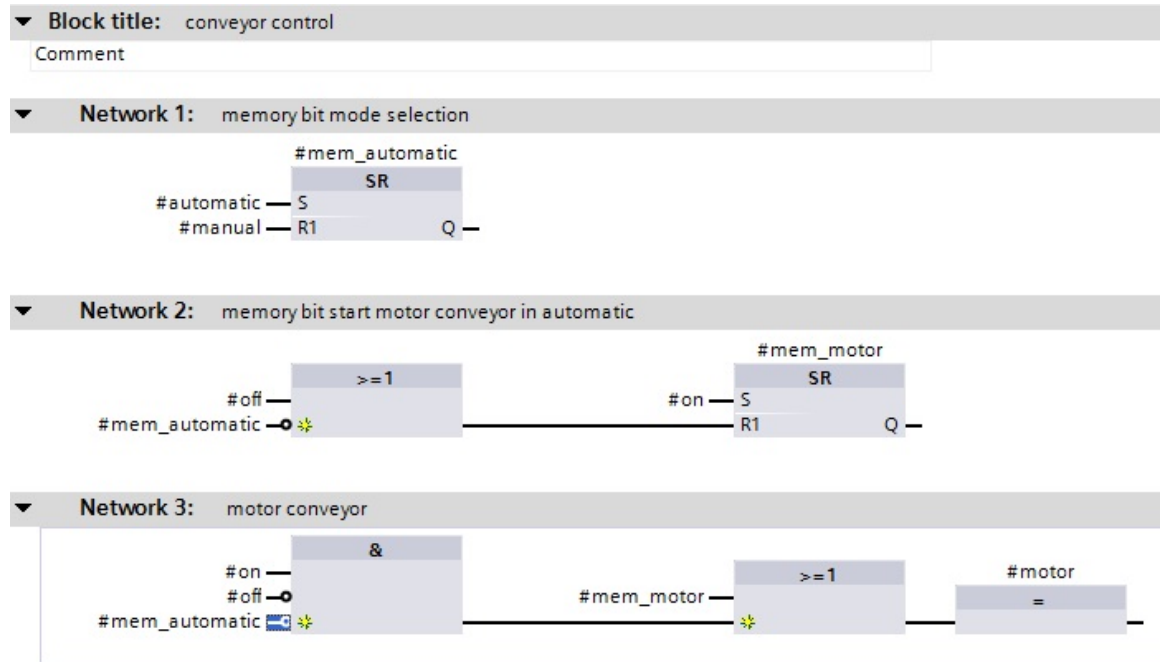 Block title: conveyor control
Comment
Network 1: memory bit mode selection
#mem_automatic
SR
#automatic S
#manual R1 Q
Network 2: memory bit start motor conveyor in automatic
#mem_motor
>=1 SR
#off #on S
#mem_automatic R1 Q
Network 3: motor conveyor
&
#on >=1 #motor
#off #mem_motor =
#mem_automatic